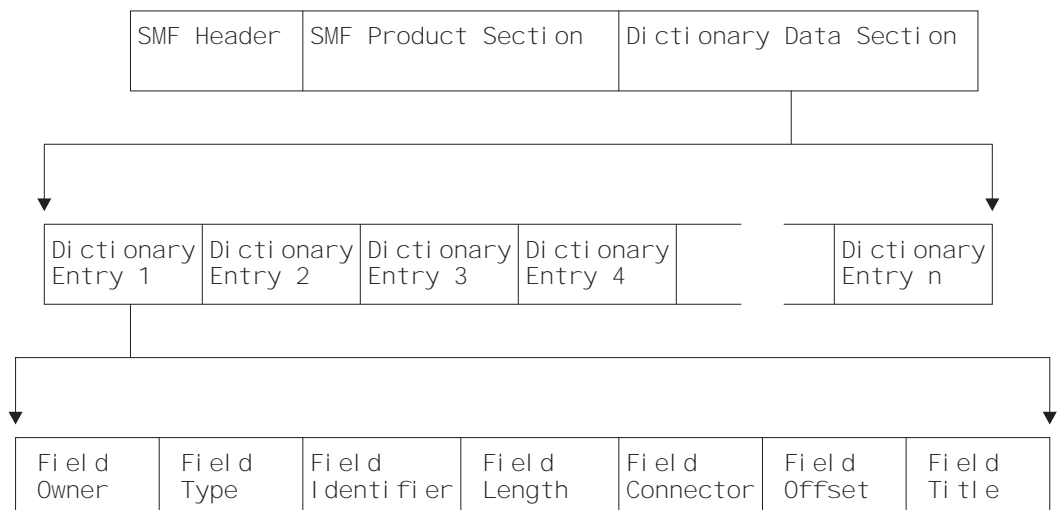 SMF Header SMF Product Section Dictionary Data Section
Dictionary Dictionary Dictionary Dictionary Dictionary
Entry 1 Entry 2 Entry 3 Entry 4 Entry n
Field Field Field Field Field Field Field
Owner Type Identifier Length Connector Offset Title